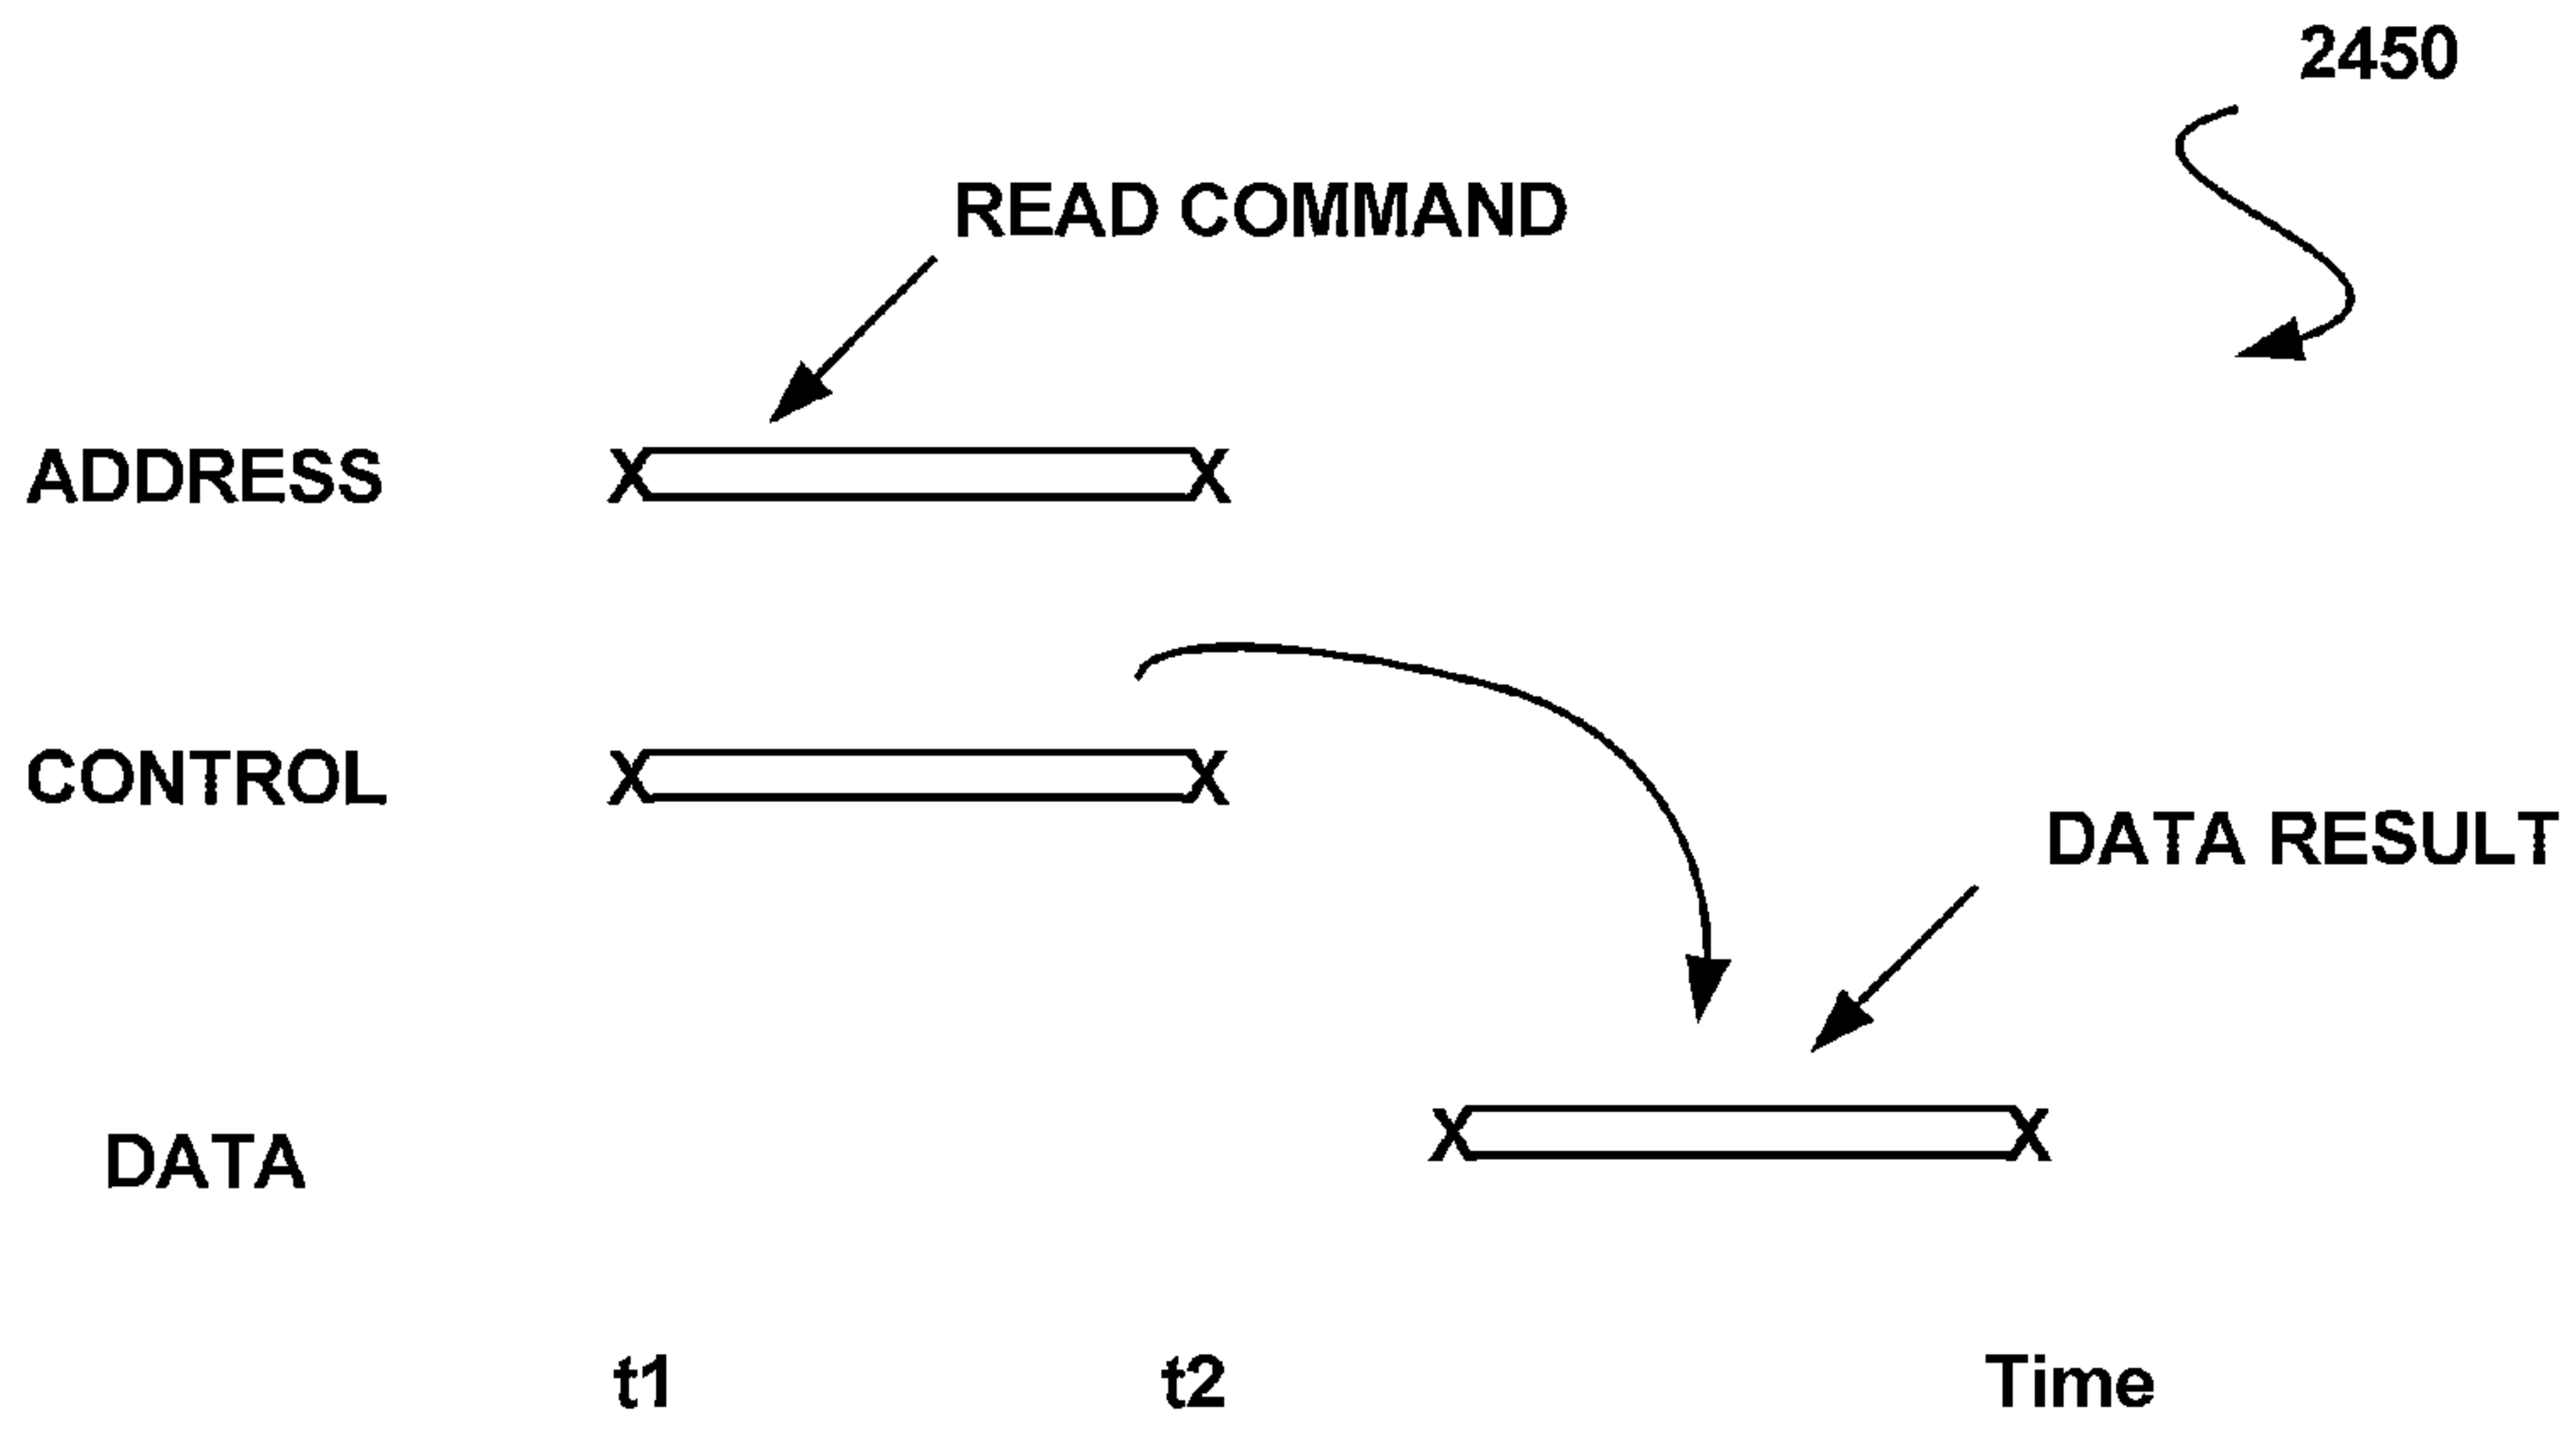 2450
READ COMMAND
ADDRESS
CONTROL
DATA RESULT
DATA
t1 t2 Time